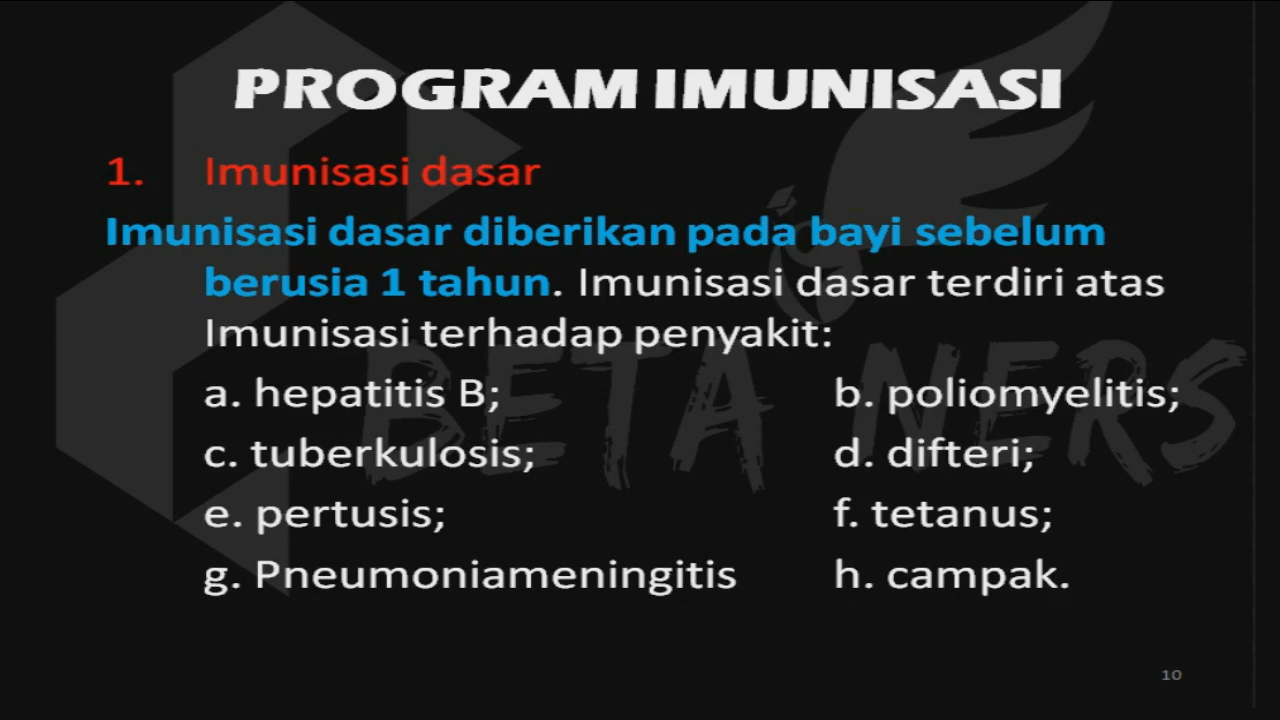 PROGRAM IMUNISASI
1. Imunisasi dasar
Imunisasi dasar diberikan pada bayi sebelum
berusia 1 tahun. Imunisasi dasar terdiri atas
Imunisasi terhadap penyakit:
a. hepatitis B; b. poliomyelitis;
c. tuberkulosis; d. difteri;
e. pertusis; f. tetanus;
g. Pneumoniameningitis h. campak.
BETA NERS
10